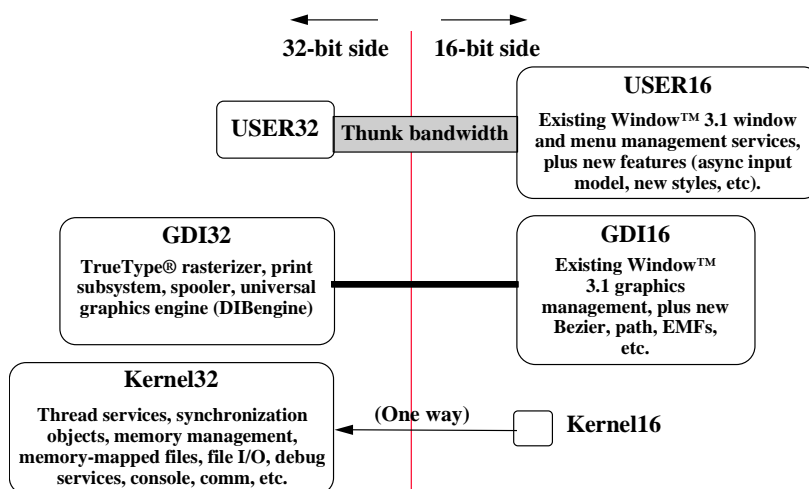 32-bit side
16-bit side
USER32
Thunk bandwidth
USER16
Existing Window™ 3.1 window
and menu management services,
plus new features (async input
model, new styles, etc).
GDI32
TrueType® rasterizer, print
subsystem, spooler, universal
graphics engine (DIBengine)
GDI16
Existing Window™
3.1 graphics
management, plus new
Bezier, path, EMFs,
etc.
Kernel32
Thread services, synchronization
objects, memory management,
memory-mapped files, file I/O, debug
services, console, comm, etc.
(One way)
Kernel16